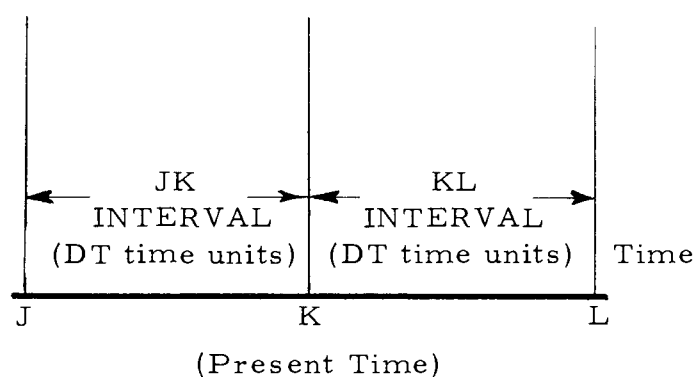 JK KL
INTERVAL INTERVAL
(DT time units) (DT time units) Time
J K L
(Present Time)